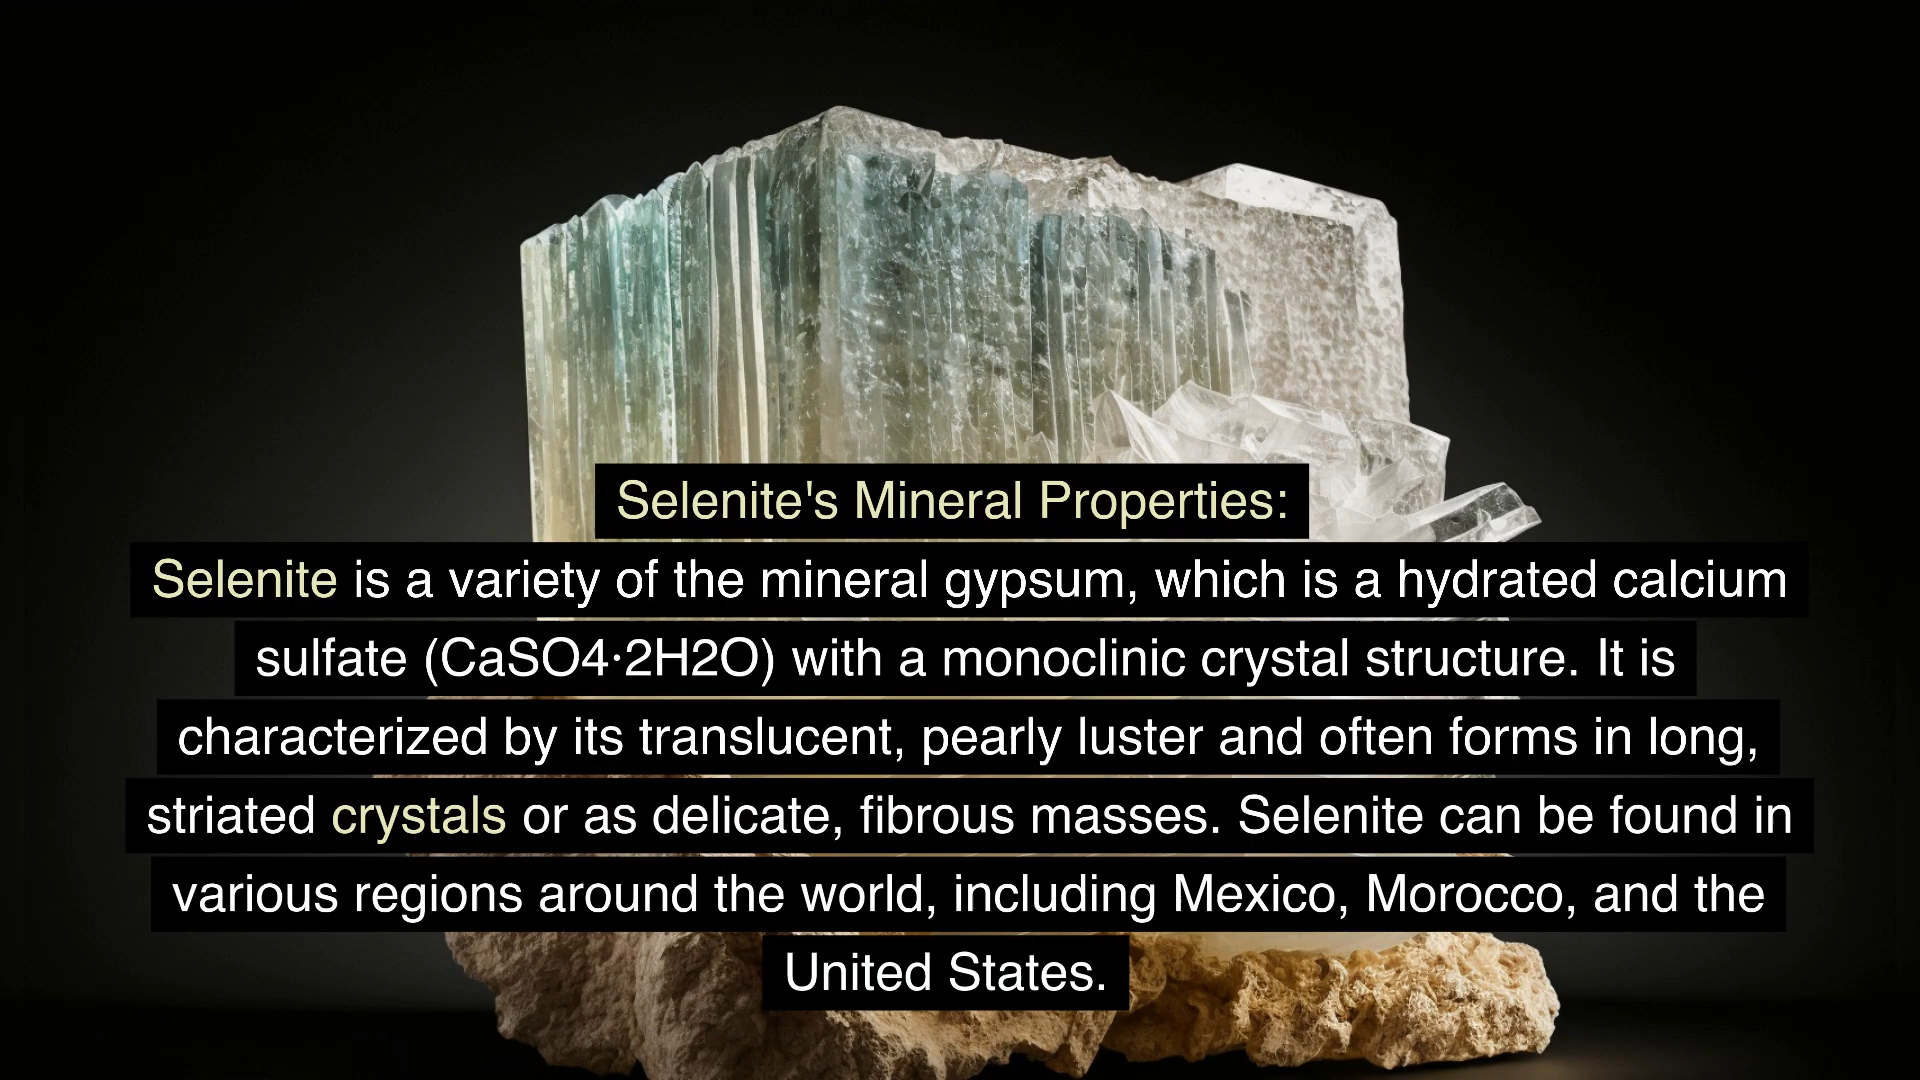 Selenite's Mineral Properties:
Selenite is a variety of the mineral gypsum, which is a hydrated calcium
sulfate (CaSO4·2H2O) with a monoclinic crystal structure. It is
characterized by its translucent, pearly luster and often forms in long,
striated crystals or as delicate, fibrous masses. Selenite can be found in
various regions around the world, including Mexico, Morocco, and the
United States.